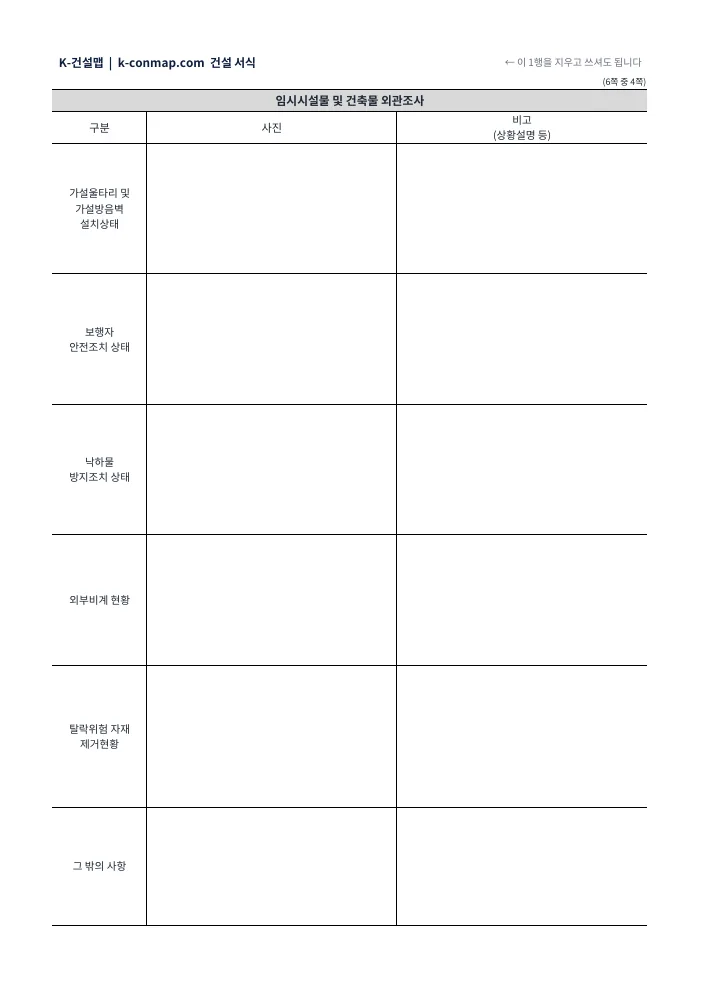 K-건설맵 | k-conmap.com 건설 서식
← 이 1행을 지우고 쓰셔도 됩니다
(6쪽 중 4쪽)
임시시설물 및 건축물 외관조사
구분
사진
비고
(상황설명 등)
가설울타리 및
가설방음벽
설치상태
보행자
안전조치 상태
낙하물
방지조치 상태
외부비계 현황
탈락위험 자재
제거현황
그 밖의 사항